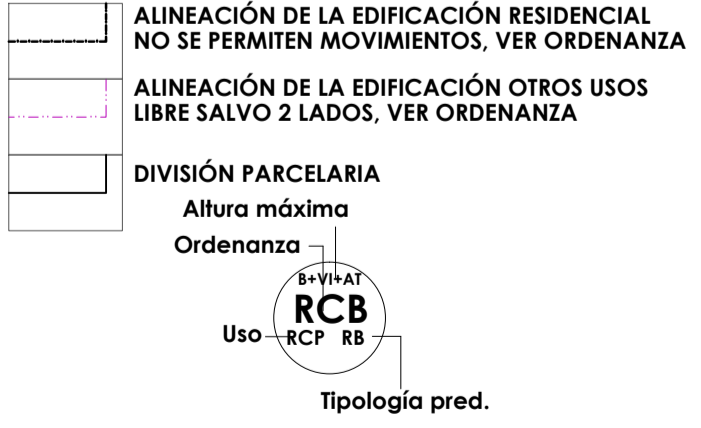 ALINEACIÓN DE LA EDIFICACIÓN RESIDENCIAL
NO SE PERMITEN MOVIMIENTOS, VER ORDENANZA
ALINEACIÓN DE LA EDIFICACIÓN OTROS USOS
LIBRE SALVO 2 LADOS, VER ORDENANZA
DIVISIÓN PARCELARIA
Altura máxima
Ordenanza
B+VI+AT
RCB
Uso
RCP RB
Tipología pred.